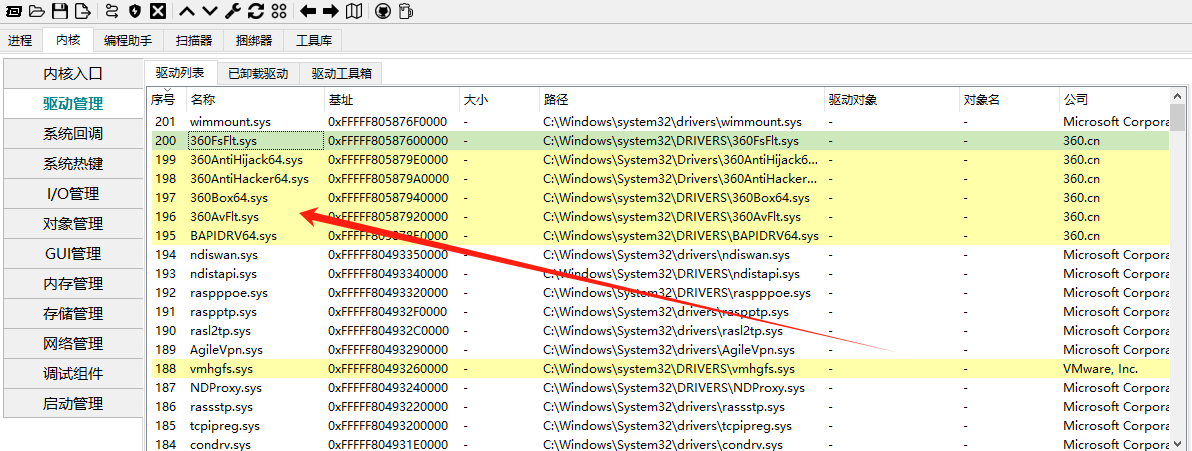 进程 内核 编程助手 扫描器 捆绑器 工具库
内核入口 驱动列表 已卸载驱动 驱动工具箱
驱动管理
系统回调
系统热键
I/O管理
对象管理
GUI管理
内存管理
存储管理
网络管理
调试组件
启动管理
序号 名称 基址 大小 路径 驱动对象 对象名 公司
201 wimmount.sys 0xFFFFF805876F0000 - C:\Windows\system32\drivers\wimmount.sys - - Microsoft Corpora
200 360FsFlt.sys 0xFFFFF80587600000 - C:\Windows\system32\DRIVERS\360FsFlt.sys - - 360.cn
199 360AntiHijack64.sys 0xFFFFF805879E0000 - C:\Windows\System32\Drivers\360AntiHijack6... - - 360.cn
198 360AntiHacker64.sys 0xFFFFF805879A0000 - C:\Windows\System32\Drivers\360AntiHacker... - - 360.cn
197 360Box64.sys 0xFFFFF80587940000 - C:\Windows\System32\DRIVERS\360Box64.sys - - 360.cn
196 360AvFlt.sys 0xFFFFF80587920000 - C:\Windows\System32\DRIVERS\360AvFlt.sys - - 360.cn
195 BAPIDRV64.sys - C:\Windows\System32\DRIVERS\BAPIDRV64.sys - - 360.cn
194 ndiswan.sys 0xFFFFF80493350000 - C:\Windows\System32\drivers\ndiswan.sys - - Microsoft Corpora
193 ndistapi.sys 0xFFFFF80493340000 - C:\Windows\System32\DRIVERS\ndistapi.sys - - Microsoft Corpora
192 raspppoe.sys 0xFFFFF80493320000 - C:\Windows\System32\DRIVERS\raspppoe.sys - - Microsoft Corpora
191 raspptp.sys 0xFFFFF804932F0000 - C:\Windows\System32\drivers\raspptp.sys - - Microsoft Corpora
190 rasl2tp.sys 0xFFFFF804932C0000 - C:\Windows\System32\drivers\rasl2tp.sys - - Microsoft Corpora
189 AgileVpn.sys 0xFFFFF80493290000 - C:\Windows\System32\drivers\AgileVpn.sys - - Microsoft Corpora
188 vmhgfs.sys 0xFFFFF80493260000 - C:\Windows\System32\DRIVERS\vmhgfs.sys - - VMware, Inc.
187 NDProxy.sys 0xFFFFF80493240000 - C:\Windows\System32\DRIVERS\NDProxy.sys - - Microsoft Corpora
186 rassstp.sys 0xFFFFF80493220000 - C:\Windows\System32\drivers\rassstp.sys - - Microsoft Corpora
185 tcpipreg.sys 0xFFFFF80493200000 - C:\Windows\System32\drivers\tcpipreg.sys - - Microsoft Corpora
184 condrv.sys 0xFFFFF804931E0000 - C:\Windows\System32\drivers\condrv.sys - - Microsoft Corpora